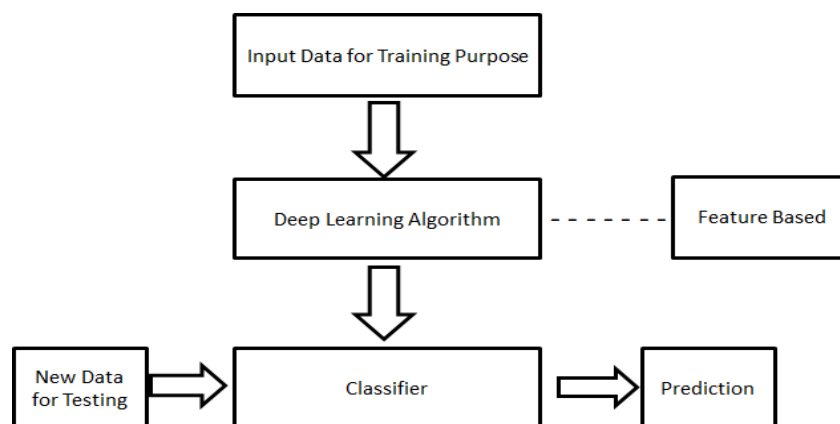 Input Data for Training Purpose
Deep Learning Algorithm
Feature Based
New Data
for Testing
Classifier
Prediction